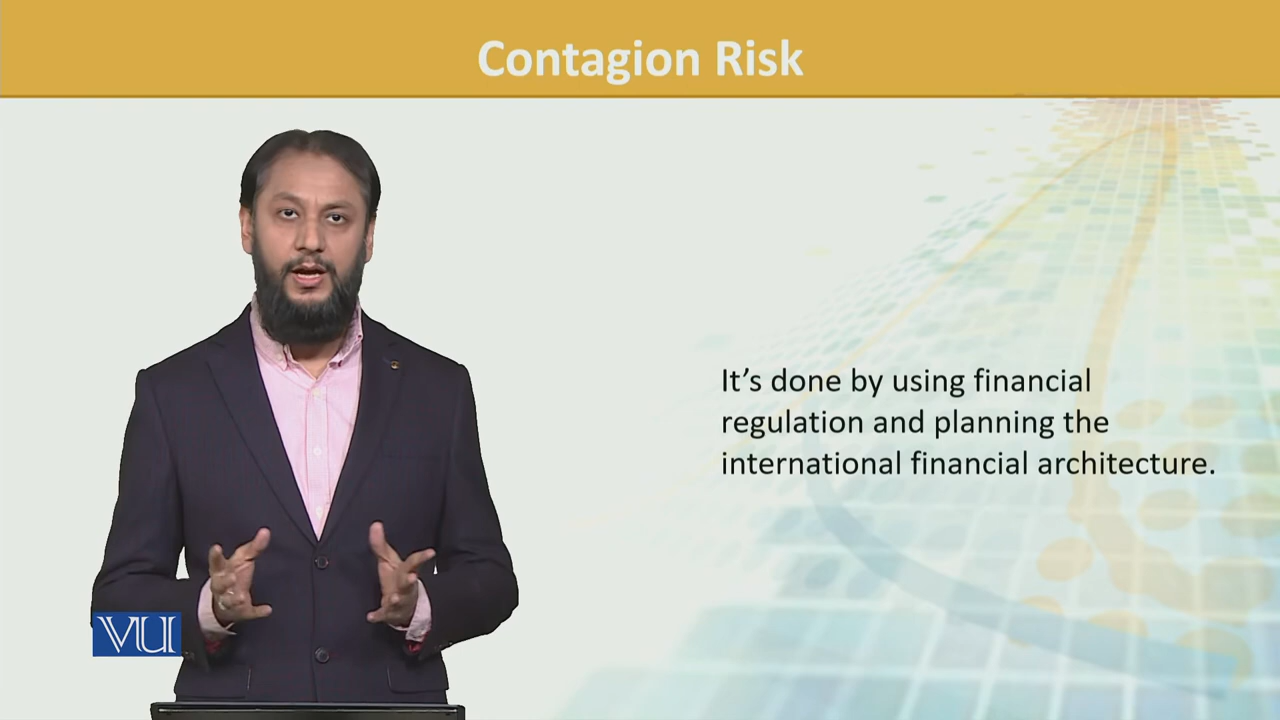 Contagion Risk
It’s done by using financial
regulation and planning the
international financial architecture.
VU